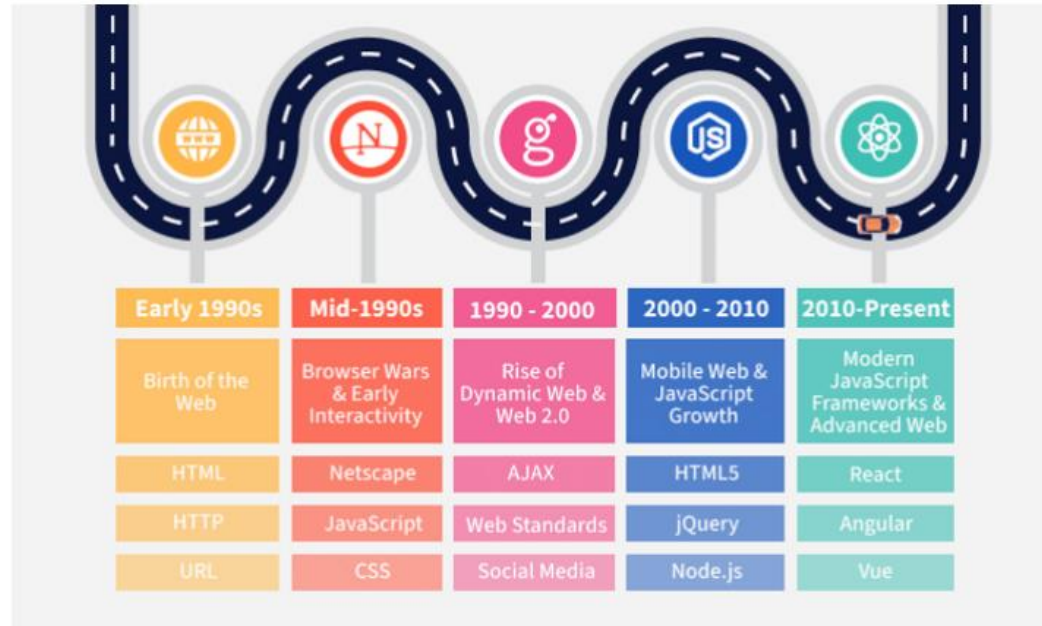 N
g
JS
Early 1990s
Mid-1990s
1990 - 2000
2000 - 2010
2010-Present
Birth of the
Web
Browser Wars
& Early
Interactivity
Rise of
Dynamic Web &
Web 2.0
Mobile Web &
JavaScript
Growth
Modern
JavaScript
Frameworks &
Advanced Web
HTML
Netscape
AJAX
HTML5
React
HTTP
JavaScript
Web Standards
jQuery
Angular
URL
CSS
Social Media
Node.js
Vue